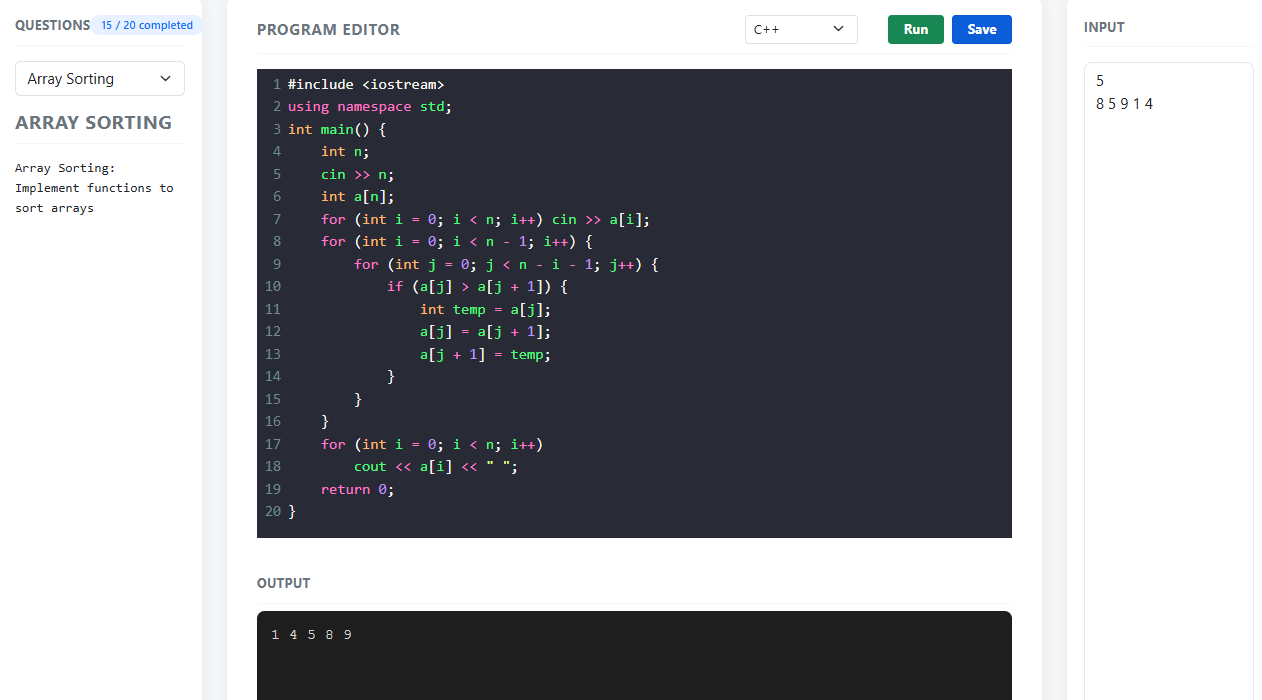 QUESTIONS 15 / 20 completed
Array Sorting
ARRAY SORTING
Array Sorting:
Implement functions to
sort arrays
PROGRAM EDITOR C++ Run Save
1 #include <iostream>
2 using namespace std;
3 int main() {
4     int n;
5     cin >> n;
6     int a[n];
7     for (int i = 0; i < n; i++) cin >> a[i];
8     for (int i = 0; i < n - 1; i++) {
9         for (int j = 0; j < n - i - 1; j++) {
10             if (a[j] > a[j + 1]) {
11                 int temp = a[j];
12                 a[j] = a[j + 1];
13                 a[j + 1] = temp;
14             }
15         }
16     }
17     for (int i = 0; i < n; i++)
18         cout << a[i] << " ";
19     return 0;
20 }
OUTPUT
1 4 5 8 9
INPUT
5
8 5 9 1 4